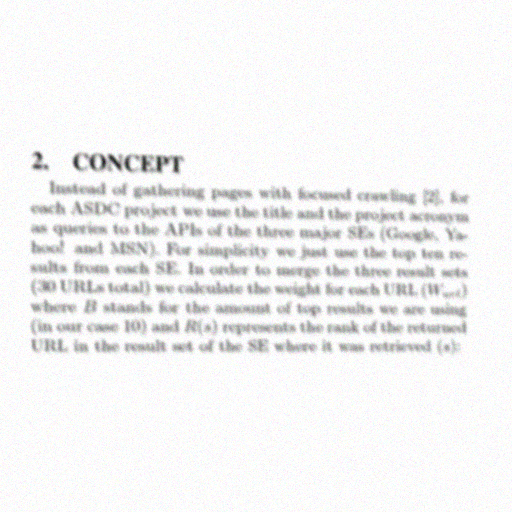 2. CONCEPT
Instead of gathering pages with focused crawling [2], for
each ASDC project we use the title and the project acronym
as queries to the APIs of the three major SEs (Google, Ya-
hoo! and MSN). For simplicity we just use the top ten re-
sults from each SE. In order to merge the three result sets
(30 URLs total) we calculate the weight for each URL (W_url)
where B stands for the amount of top results we are using
(in our case 10) and R(s) represents the rank of the returned
URL in the result set of the SE where it was retrieved (s):